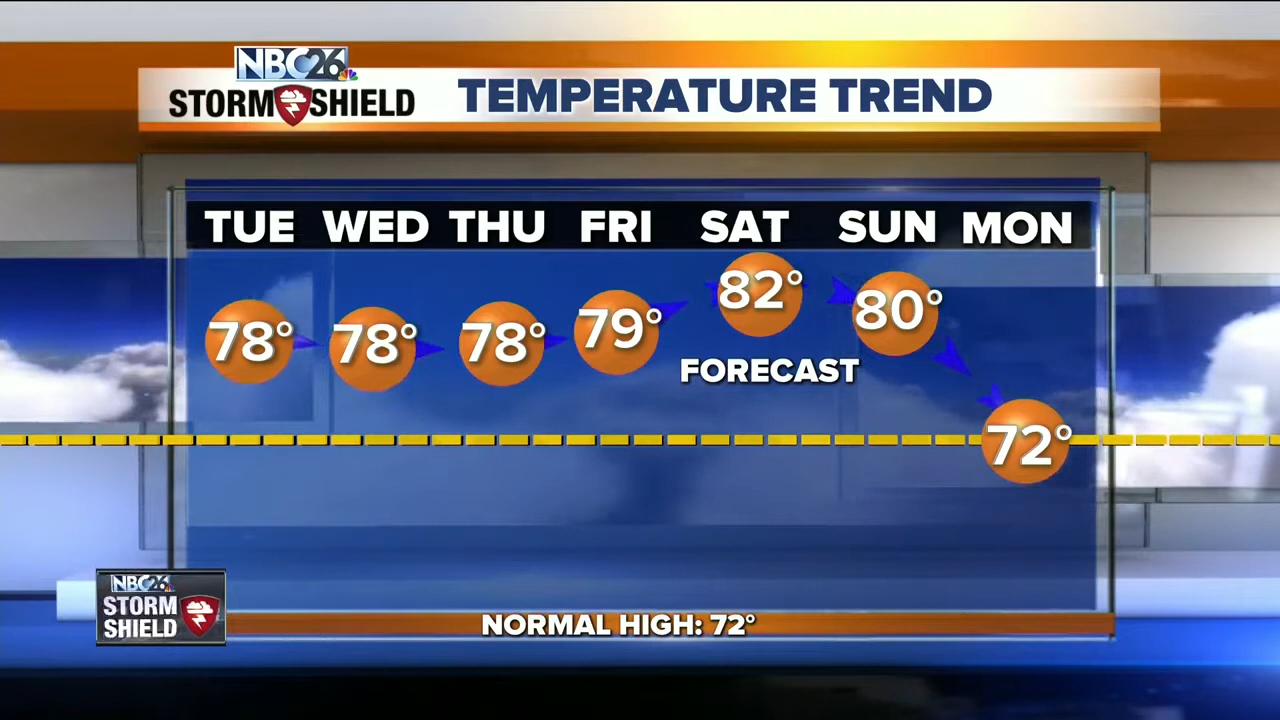 NBC26
STORM SHIELD
TEMPERATURE TREND
TUE WED THU FRI SAT SUN MON
78° 78° 78° 79° 82° 80° 72°
FORECAST
NBC26
STORM
SHIELD
NORMAL HIGH: 72°